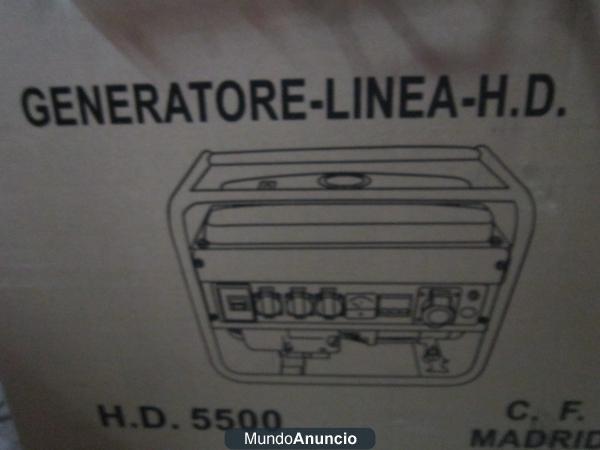 GENERATORE-LINEA-H.D.
H.D. 5500
C. F.
MADRID
MundoAnuncio